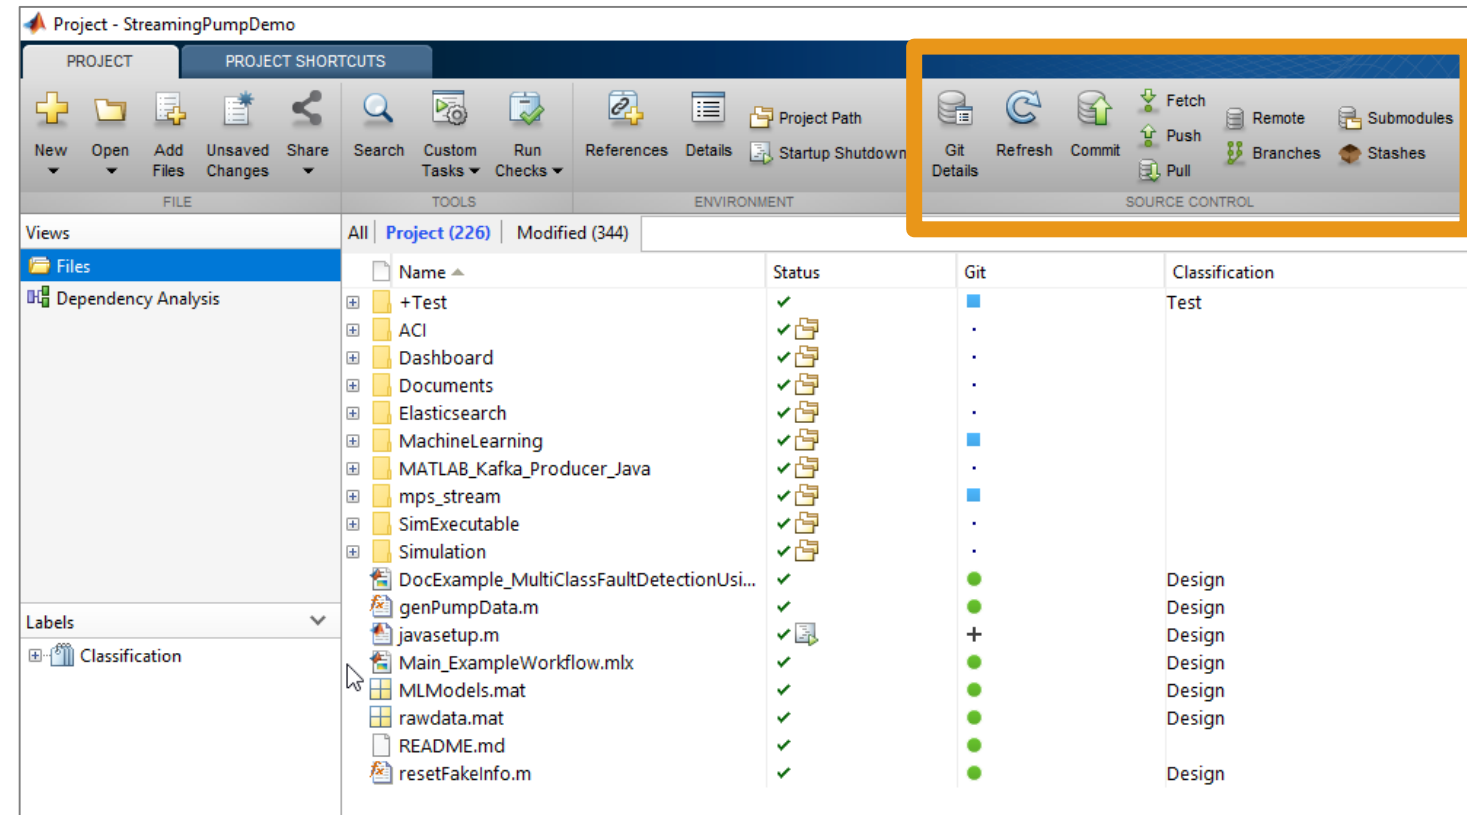 Project - StreamingPumpDemo
PROJECT PROJECT SHORTCUTS
New Open Add Files Unsaved Changes Share
FILE
Search Custom Tasks Run Checks
TOOLS
References Details Project Path Startup Shutdown
ENVIRONMENT
Git Details Refresh Commit Fetch Push Pull Remote Branches Submodules Stashes
SOURCE CONTROL
Views
Files
Dependency Analysis
Labels
Classification
All Project (226) Modified (344)
Name Status Git Classification
+Test Test
ACI
Dashboard
Documents
Elasticsearch
MachineLearning
MATLAB_Kafka_Producer_Java
mps_stream
SimExecutable
Simulation
DocExample_MultiClassFaultDetectionUsi... Design
genPumpData.m Design
javasetup.m Design
Main_ExampleWorkflow.mlx Design
MLModels.mat Design
rawdata.mat Design
README.md
resetFakeInfo.m Design